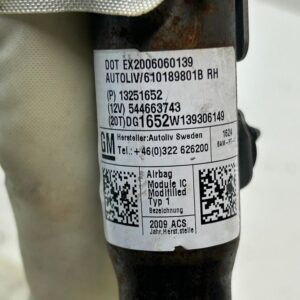 DOT EX2006060139
AUTOLIV/610189801B RH
(P) 13251652
(12V) 544663743
(20T)DG1652W139306149
GM
Hersteller:Autoliv Sweden
Tel.: +46(0)322 626200
1624
Airbag
Module IC
Modifilled
Typ 1
Bezeichnung
2009 ACS
Jahr,Herst.stelle